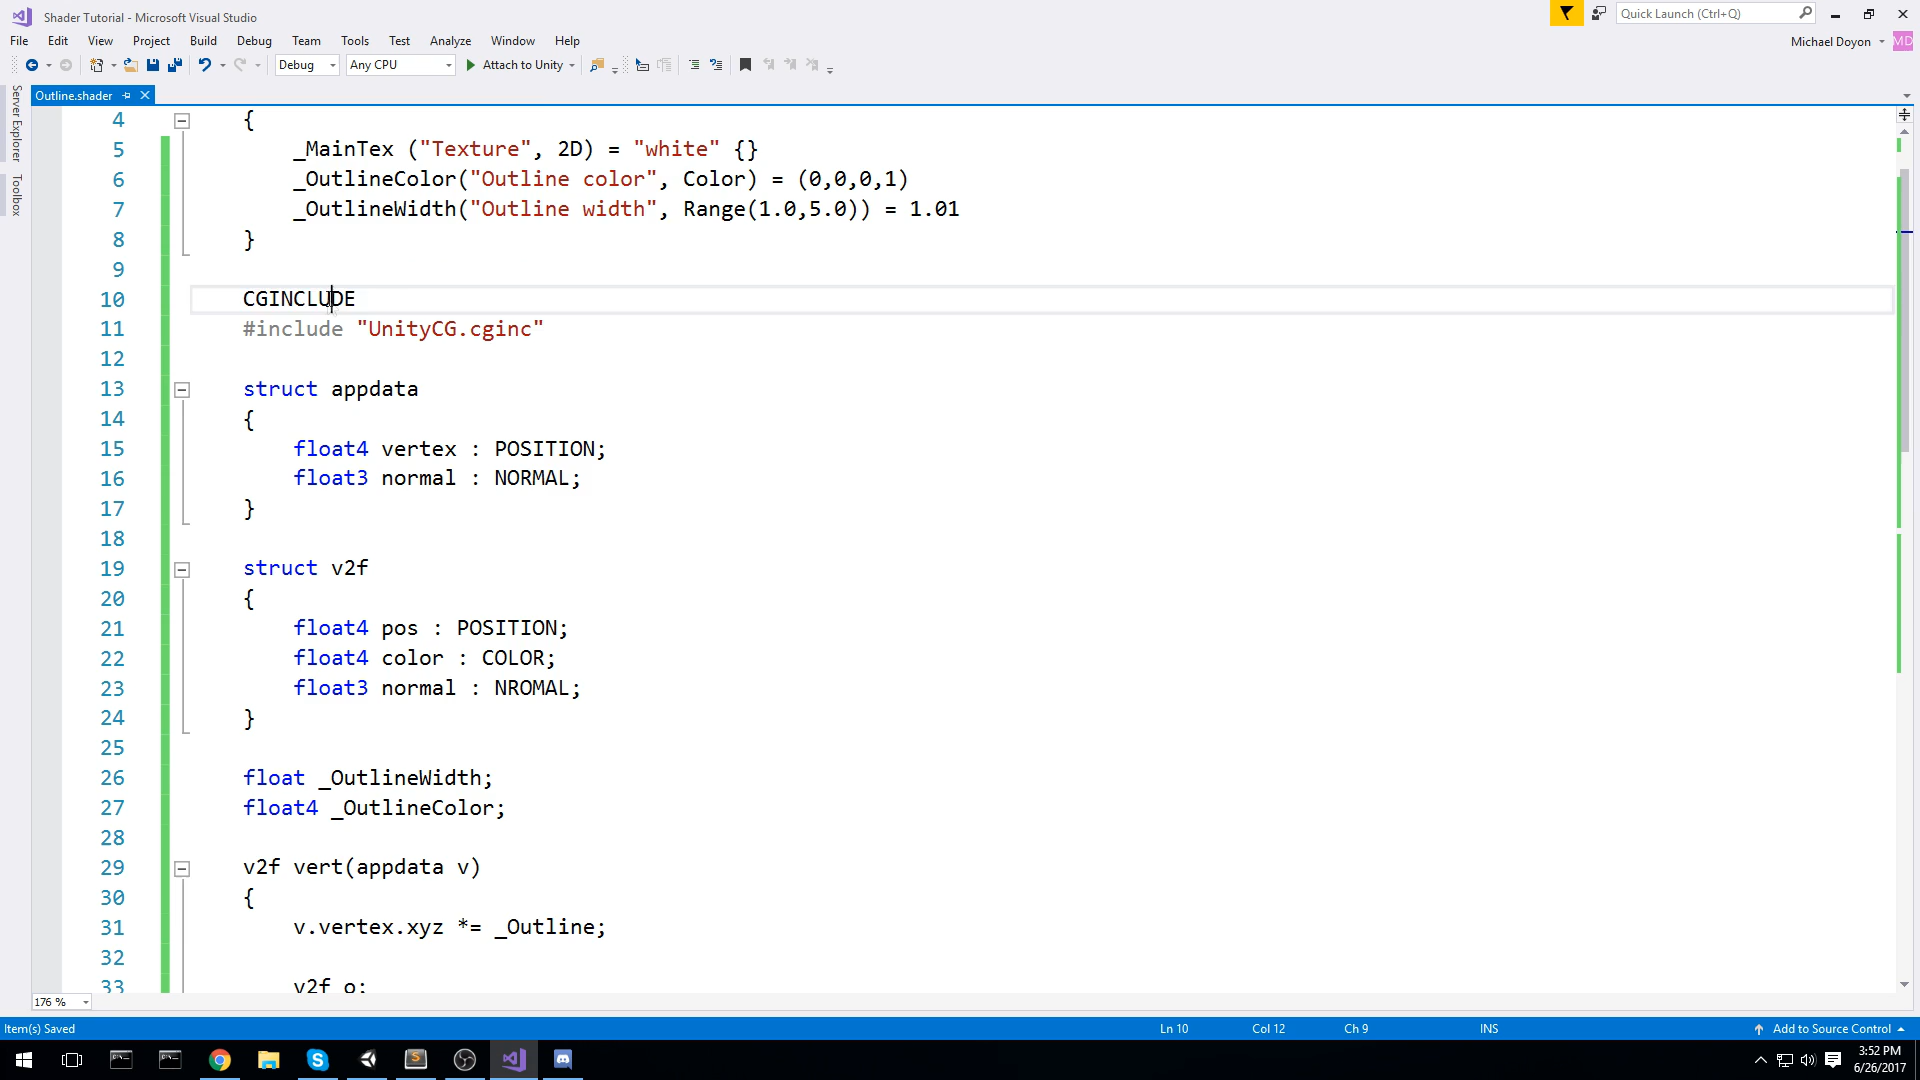 Shader Tutorial - Microsoft Visual Studio
Quick Launch (Ctrl+Q)
File Edit View Project Build Debug Team Tools Test Analyze Window Help
Michael Doyon MD
Debug Any CPU Attach to Unity
Outline.shader
Server Explorer
Toolbox
4 {
5 _MainTex ("Texture", 2D) = "white" {}
6 _OutlineColor("Outline color", Color) = (0,0,0,1)
7 _OutlineWidth("Outline width", Range(1.0,5.0)) = 1.01
8 }
9
10 CGINCLUDE
11 #include "UnityCG.cginc"
12
13 struct appdata
14 {
15 float4 vertex : POSITION;
16 float3 normal : NORMAL;
17 }
18
19 struct v2f
20 {
21 float4 pos : POSITION;
22 float4 color : COLOR;
23 float3 normal : NROMAL;
24 }
25
26 float _OutlineWidth;
27 float4 _OutlineColor;
28
29 v2f vert(appdata v)
30 {
31 v.vertex.xyz *= _Outline;
32
33 v2f o;
176 %
Item(s) Saved Ln 10 Col 12 Ch 9 INS Add to Source Control
3:52 PM
6/26/2017